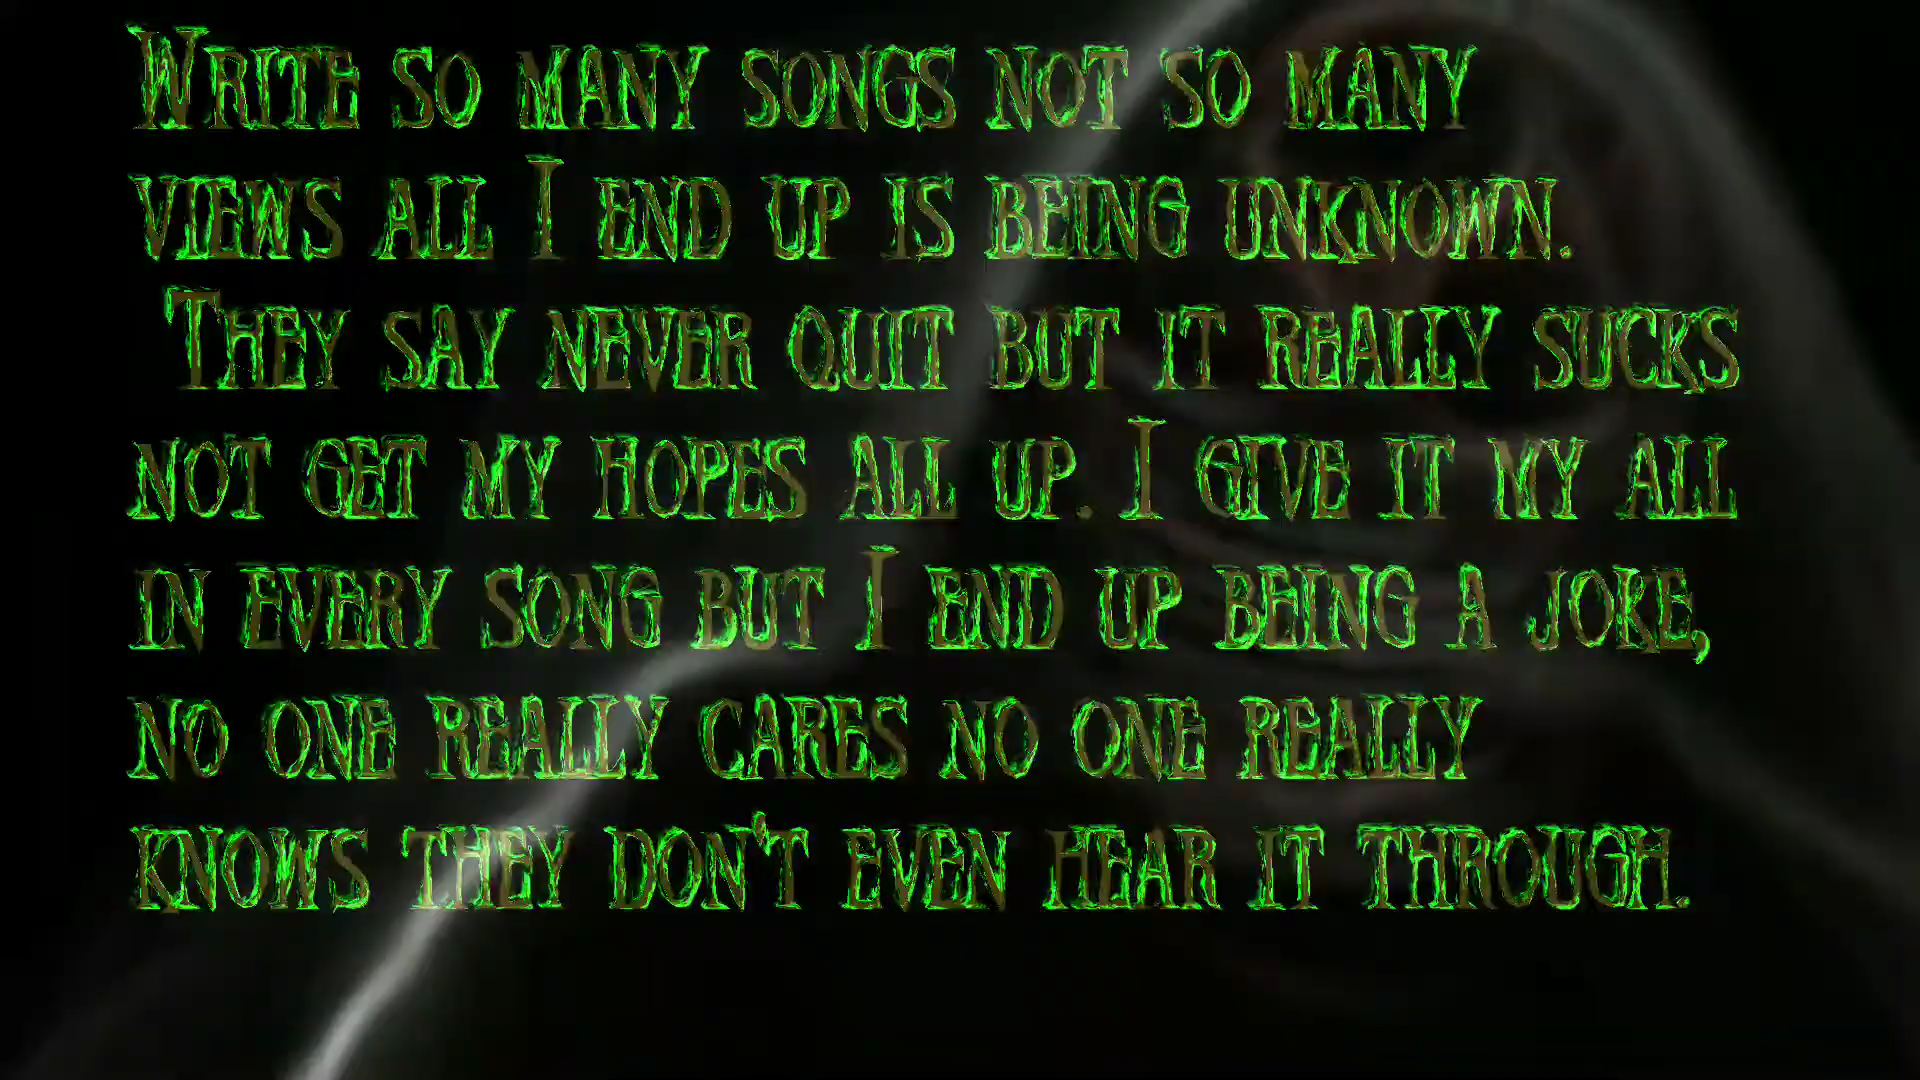 Write so many songs not so many
views all I end up is being unknown.
They say never quit but it really sucks
not get my hopes all up. I give it my all
in every song but I end up being a joke,
no one really cares no one really
knows they don't even hear it through.